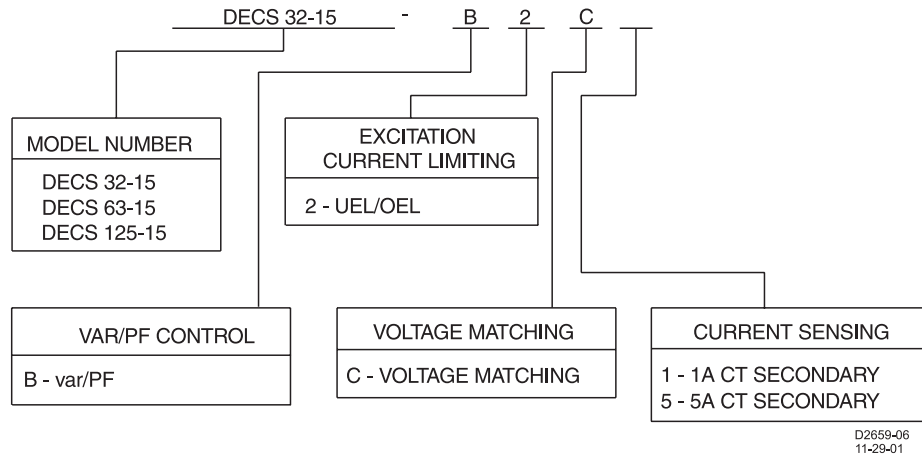 DECS 32-15 - B 2 C
MODEL NUMBER
DECS 32-15
DECS 63-15
DECS 125-15
EXCITATION
CURRENT LIMITING
2 - UEL/OEL
VAR/PF CONTROL
B - var/PF
VOLTAGE MATCHING
C - VOLTAGE MATCHING
CURRENT SENSING
1 - 1A CT SECONDARY
5 - 5A CT SECONDARY
D2659-06
11-29-01